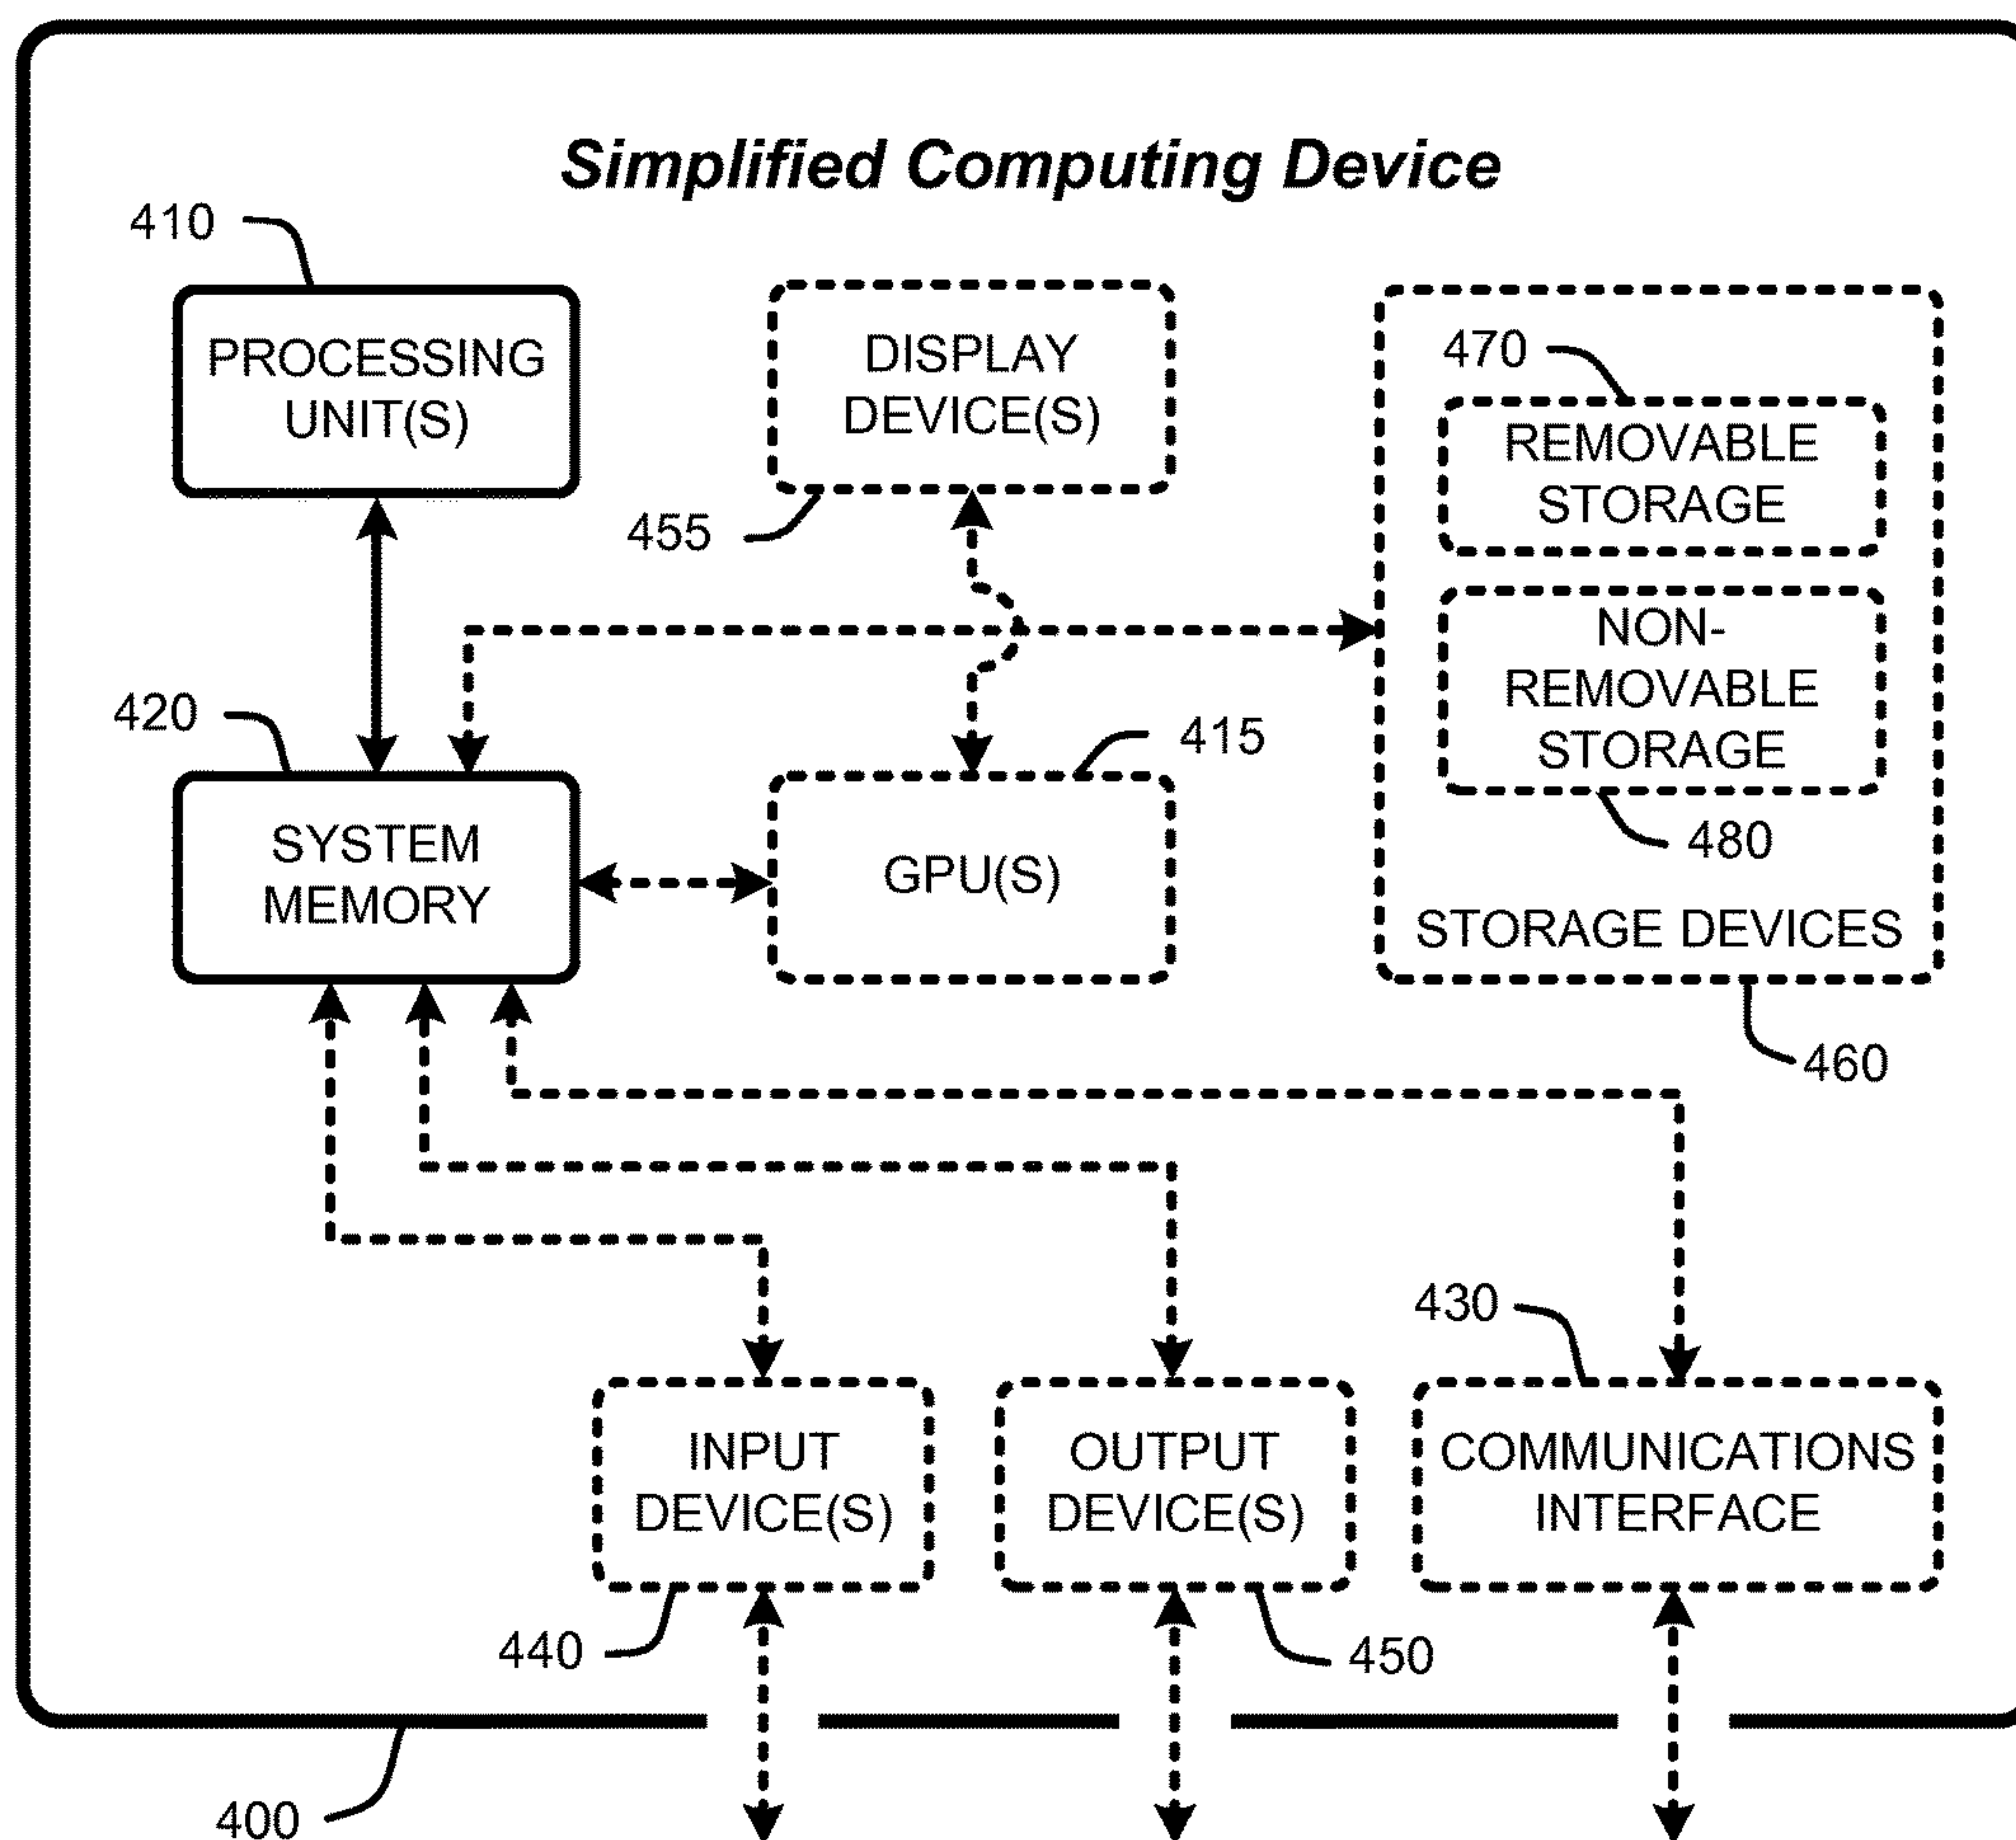 Simplified Computing Device
410
PROCESSING
UNIT(S)
DISPLAY
DEVICE(S)
455
470
REMOVABLE
STORAGE
NON-
REMOVABLE
STORAGE
480
STORAGE DEVICES
460
420
SYSTEM
MEMORY
415
GPU(S)
430
INPUT
DEVICE(S)
440
OUTPUT
DEVICE(S)
450
COMMUNICATIONS
INTERFACE
400